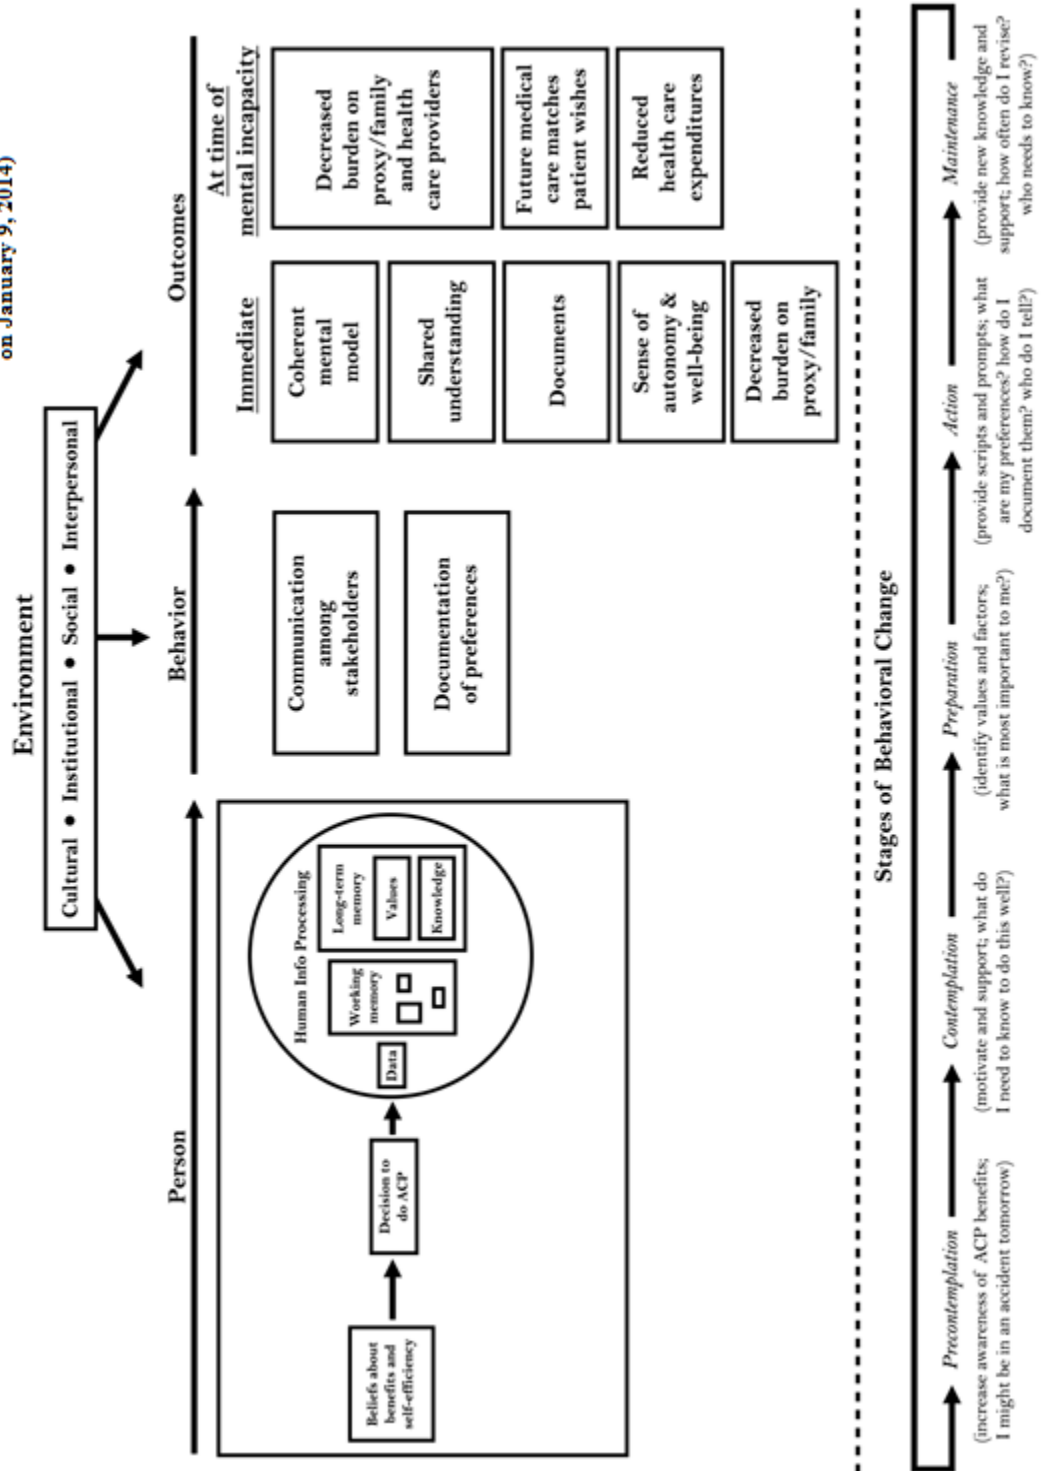 on January 9, 2014)
Environment
Cultural ● Institutional ● Social ● Interpersonal
Person
Behavior
Outcomes
Beliefs about
benefits and
self-efficiency
Decision to
do ACP
Human Info Processing
Data
Working
memory
Long-term
memory
Values
Knowledge
Communication
among
stakeholders
Documentation
of preferences
Immediate
Coherent
mental
model
Shared
understanding
Documents
Sense of
autonomy &
well-being
Decreased
burden on
proxy/family
At time of
mental incapacity
Decreased
burden on
proxy/family
and health
care providers
Future medical
care matches
patient wishes
Reduced
health care
expenditures
Stages of Behavioral Change
Precontemplation
(increase awareness of ACP benefits;
I might be in an accident tomorrow)
Contemplation
(motivate and support; what do
I need to know to do this well?)
Preparation
(identify values and factors;
what is most important to me?)
Action
(provide scripts and prompts; what
are my preferences? how do I
document them? who do I tell?)
Maintenance
(provide new knowledge and
support; how often do I revise?
who needs to know?)